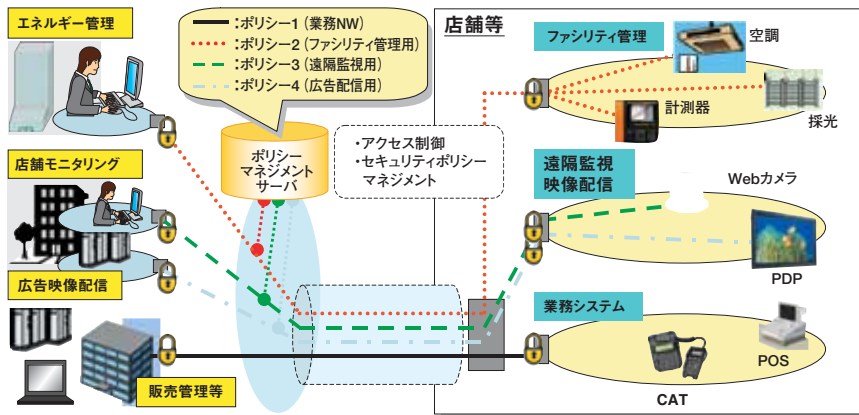 エネルギー管理
:ポリシー1(業務NW)
:ポリシー2(ファシリティ管理用)
:ポリシー3(遠隔監視用)
:ポリシー4(広告配信用)
店舗等
ファシリティ管理
空調
計測器
採光
店舗モニタリング
ポリシー
マネジメント
サーバ
・アクセス制御
・セキュリティポリシー
マネジメント
遠隔監視
映像配信
Webカメラ
PDP
広告映像配信
業務システム
POS
CAT
販売管理等